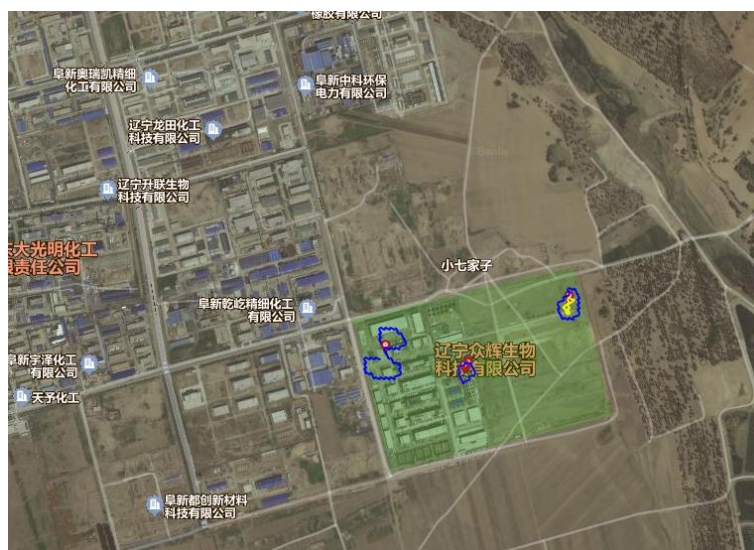 橡胶有限公司
阜新奥瑞凯精细
化工有限公司
阜新中科环保
电力有限公司
辽宁龙田化工
科技有限公司
Baidu
辽宁升联生物
科技有限公司
东大光明化工
限责任公司
小七家子
阜新乾屹精细化工
有限公司
辽宁众辉生物
科技有限公司
阜新宇泽化工
有限公司
天予化工
阜新都创新材料
科技有限公司